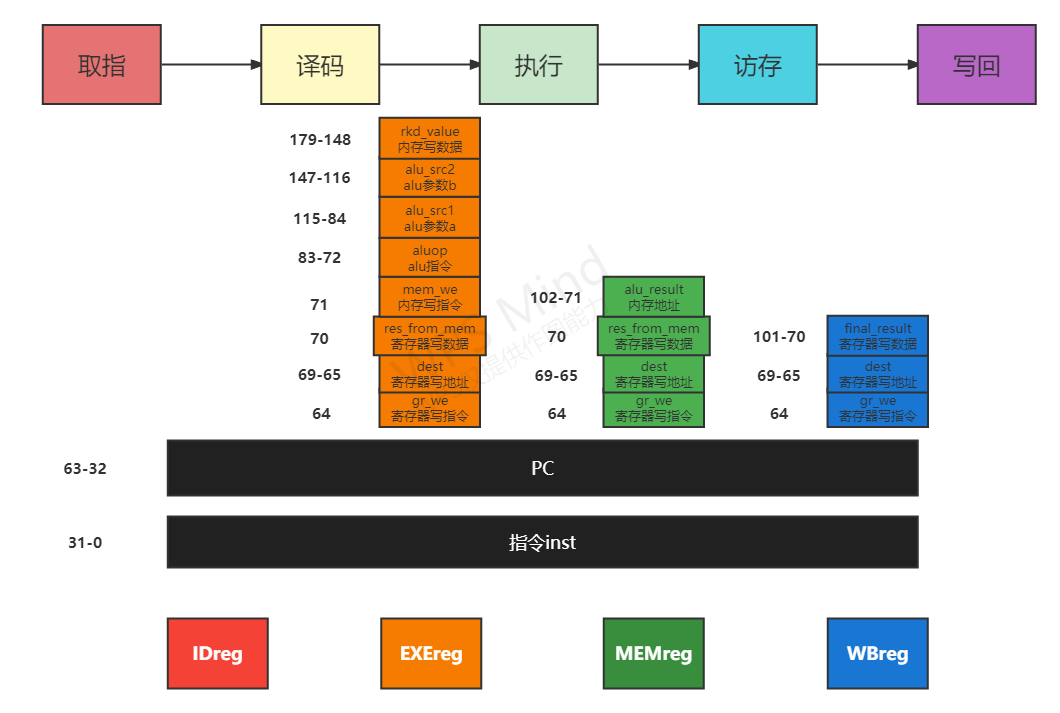 取指
译码
执行
访存
写回
179-148
rkd_value
内存写数据
147-116
alu_src2
alu参数b
115-84
alu_src1
alu参数a
83-72
aluop
alu指令
71
mem_we
内存写指令
102-71
alu_result
内存地址
70
res_from_mem
寄存器写数据
70
res_from_mem
寄存器写数据
101-70
final_result
寄存器写数据
69-65
dest
寄存器写地址
69-65
dest
寄存器写地址
69-65
dest
寄存器写地址
64
gr_we
寄存器写指令
64
gr_we
寄存器写指令
64
gr_we
寄存器写指令
63-32
PC
31-0
指令inst
IDreg
EXEreg
MEMreg
WBreg